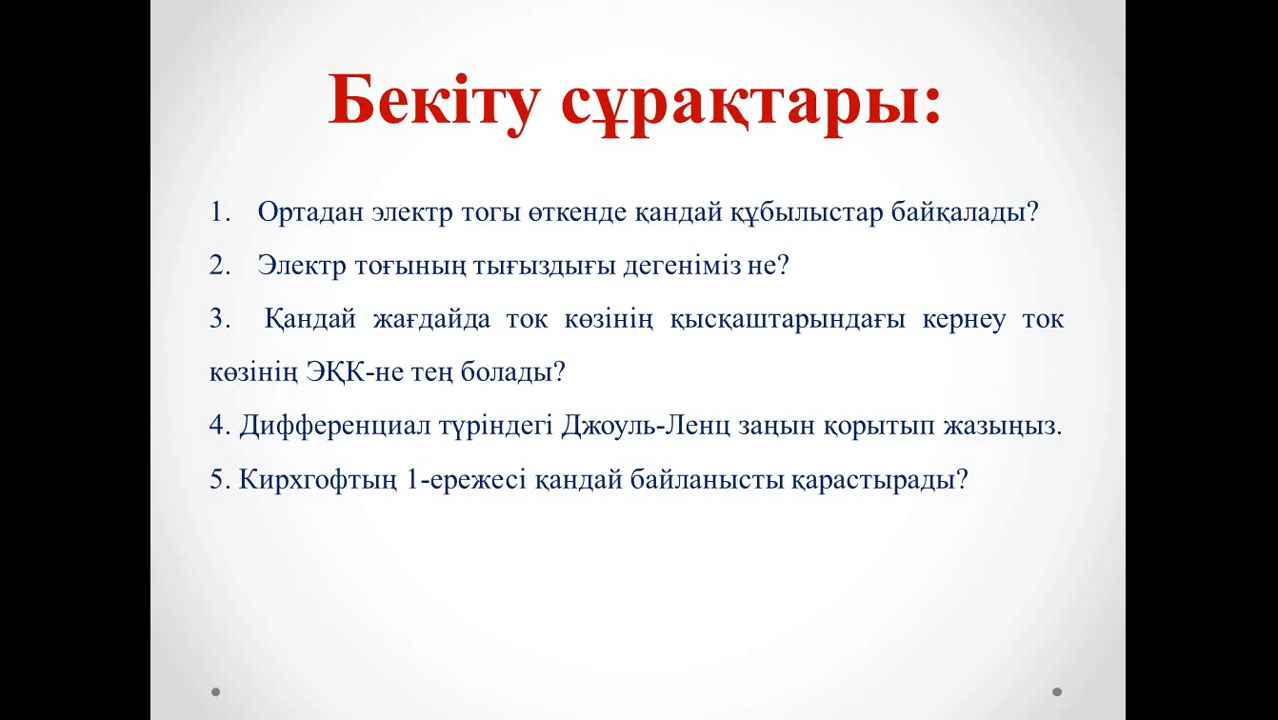 Бекіту сұрақтары:
1. Ортадан электр тогы өткенде қандай құбылыстар байқалады?
2. Электр тоғының тығыздығы дегеніміз не?
3. Қандай жағдайда ток көзінің қысқаштарындағы кернеу ток
көзінің ЭҚК-не тең болады?
4. Дифференциал түріндегі Джоуль-Ленц заңын қорытып жазыңыз.
5. Кирхгофтың 1-ережесі қандай байланысты қарастырады?